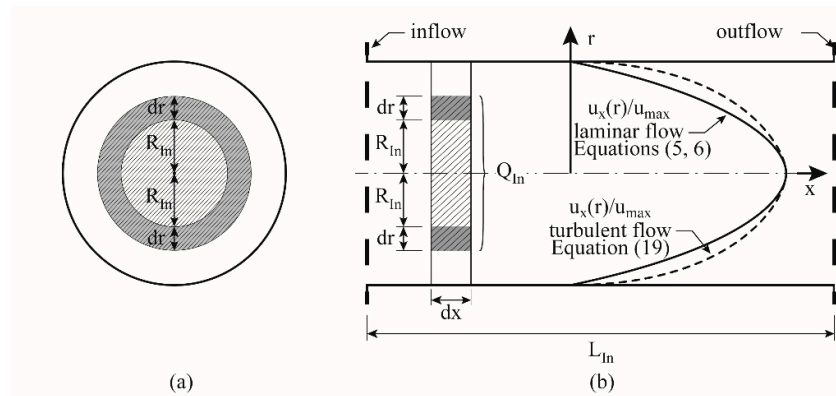 inflow
r
outflow
dr
R_In
R_In
dr
dr
R_In
R_In
dr
Q_In
u_x(r)/u_max
laminar flow
Equations (5, 6)
x
u_x(r)/u_max
turbulent flow
Equation (19)
dx
L_In
(a)
(b)